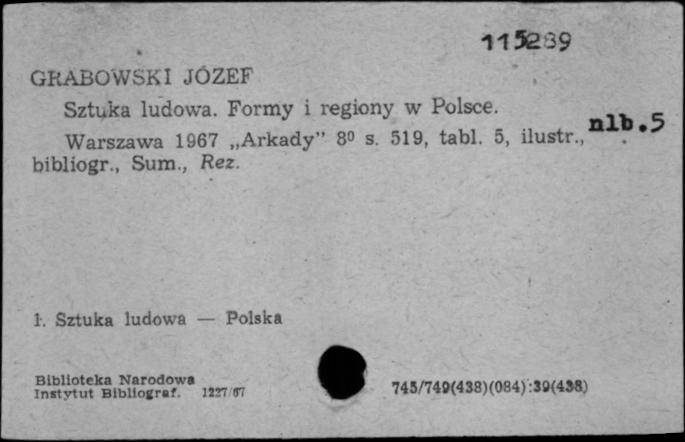 115289
GRABOWSKI JÓZEF
Sztuka ludowa. Formy i regiony w Polsce.
Warszawa 1967 „Arkady” 8⁰ s. 519, tabl. 5, ilustr., nlb.5
bibliogr., Sum., Rez.
1. Sztuka ludowa — Polska
Biblioteka Narodowa
Instytut Bibliograf. 1227/67
745/749(438)(084):39(438)